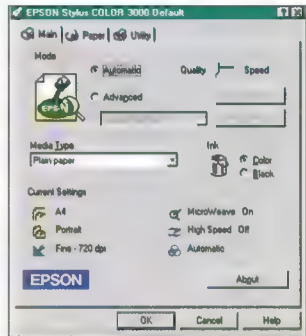 EPSON Stylus COLOR 3000 Default
Main Paper Utility
Mode
Automatic
Quality Speed
Advanced
EPSON
Media Type
Plain paper
Ink
Color
Black
Current Settings
A4
MicroWeave On
Portrait
High Speed Off
Fine - 720 dpi
Automatic
EPSON
About
OK Cancel Help